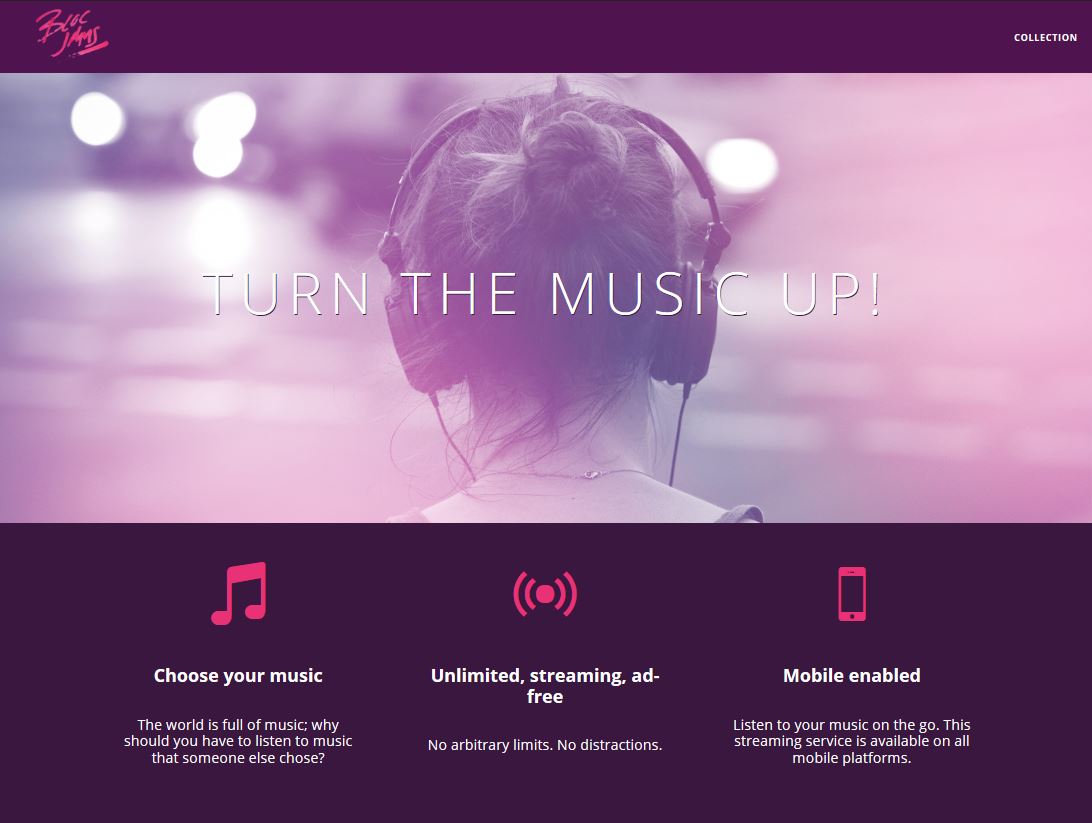 Bloc
Jams
COLLECTION
TURN THE MUSIC UP!
Choose your music
Unlimited, streaming, ad-
free
Mobile enabled
The world is full of music; why
should you have to listen to music
that someone else chose?
No arbitrary limits. No distractions.
Listen to your music on the go. This
streaming service is available on all
mobile platforms.